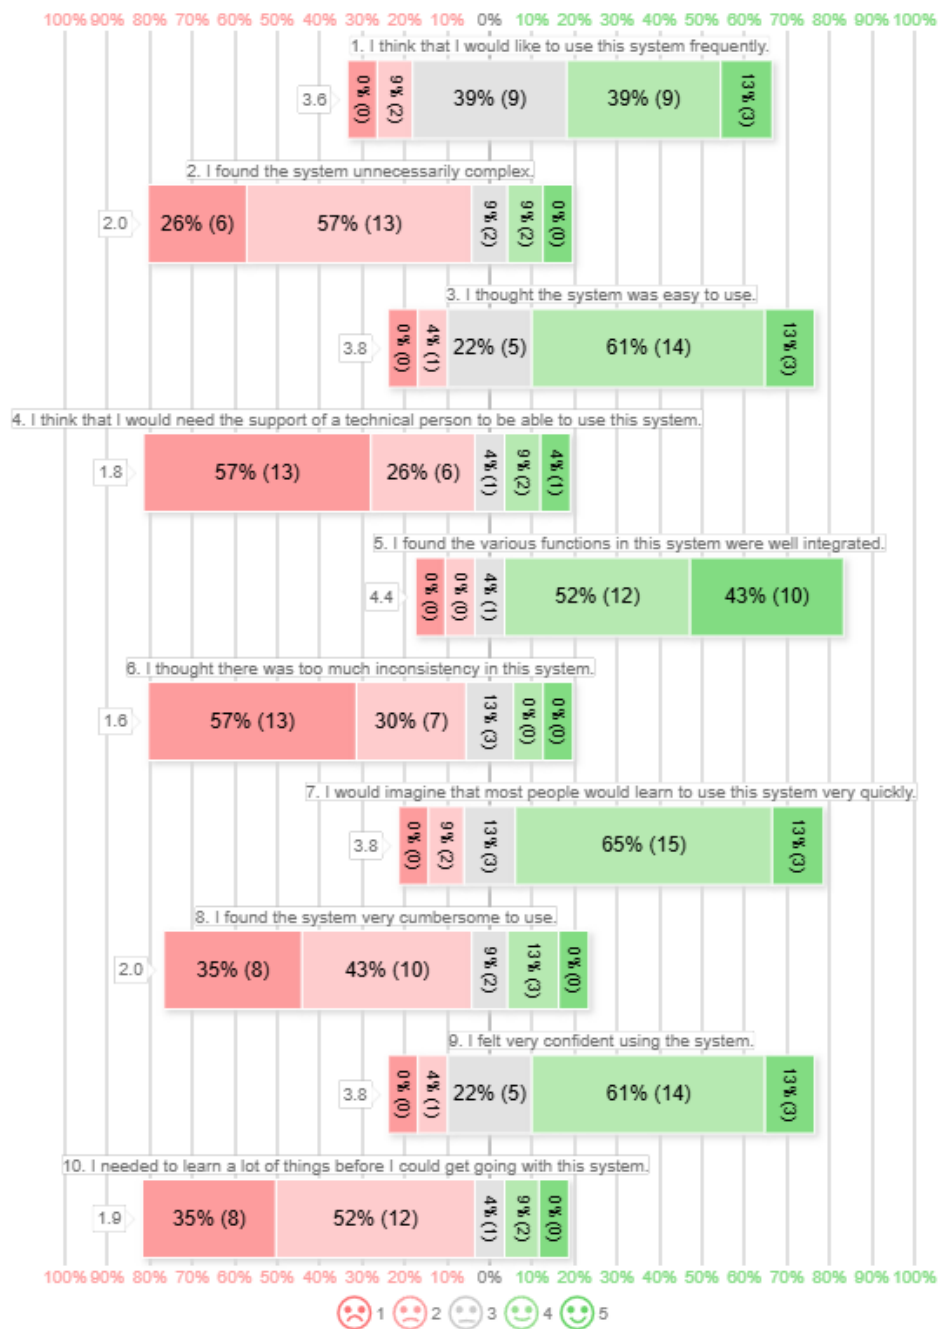 100% 90% 80% 70% 60% 50% 40% 30% 20% 10% 0% 10% 20% 30% 40% 50% 60% 70% 80% 90% 100%
1. I think that I would like to use this system frequently.
3.6 0% (0) 9% (2) 39% (9) 39% (9) 13% (3)
2. I found the system unnecessarily complex.
2.0 26% (6) 57% (13) 9% (2) 9% (2) 0% (0)
3. I thought the system was easy to use.
3.8 0% (0) 4% (1) 22% (5) 61% (14) 13% (3)
4. I think that I would need the support of a technical person to be able to use this system.
1.8 57% (13) 26% (6) 4% (1) 9% (2) 4% (1)
5. I found the various functions in this system were well integrated.
4.4 0% (0) 0% (0) 4% (1) 52% (12) 43% (10)
6. I thought there was too much inconsistency in this system.
1.6 57% (13) 30% (7) 13% (3) 0% (0) 0% (0)
7. I would imagine that most people would learn to use this system very quickly.
3.8 0% (0) 9% (2) 13% (3) 65% (15) 13% (3)
8. I found the system very cumbersome to use.
2.0 35% (8) 43% (10) 9% (2) 13% (3) 0% (0)
9. I felt very confident using the system.
3.8 0% (0) 4% (1) 22% (5) 61% (14) 13% (3)
10. I needed to learn a lot of things before I could get going with this system.
1.9 35% (8) 52% (12) 4% (1) 9% (2) 0% (0)
100% 90% 80% 70% 60% 50% 40% 30% 20% 10% 0% 10% 20% 30% 40% 50% 60% 70% 80% 90% 100%
1 2 3 4 5